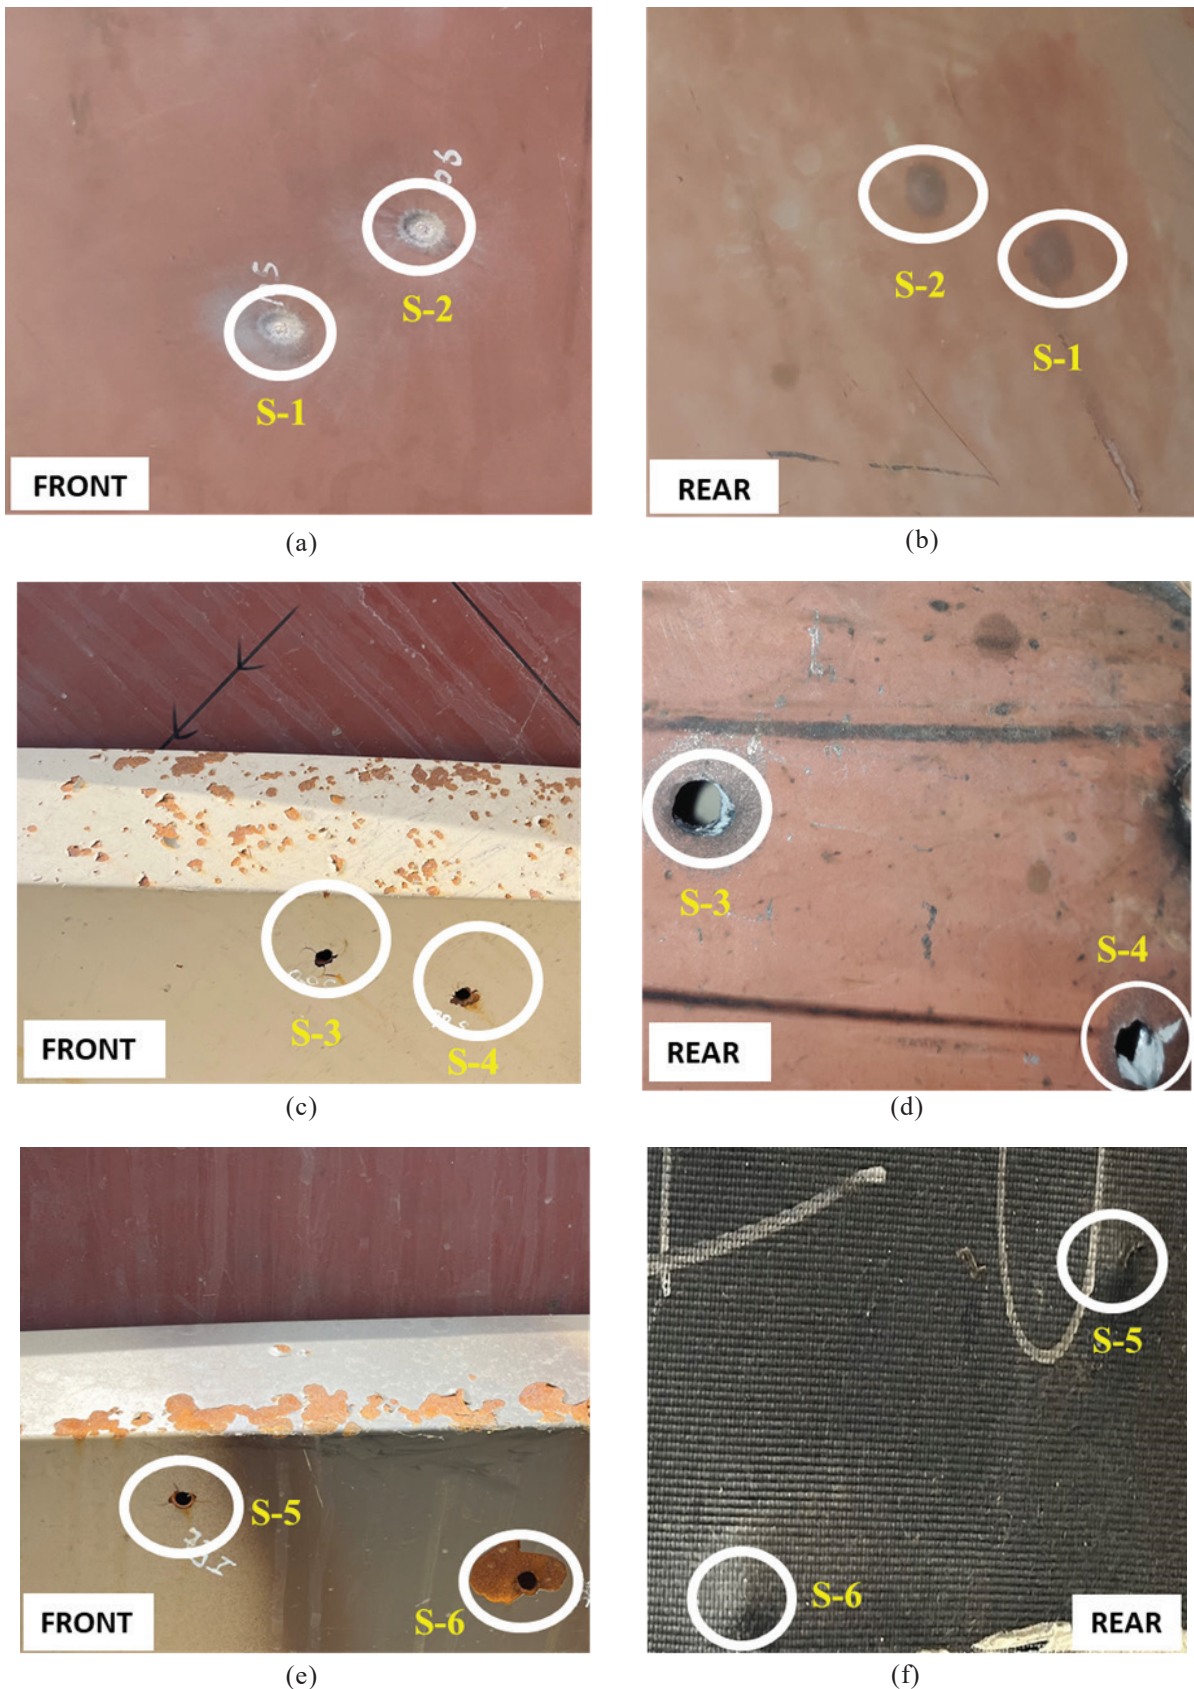 S-2
S-1
FRONT
(a)
S-2
S-1
REAR
(b)
S-3
S-4
FRONT
(c)
S-3
S-4
REAR
(d)
S-5
S-6
FRONT
(e)
S-5
S-6
REAR
(f)